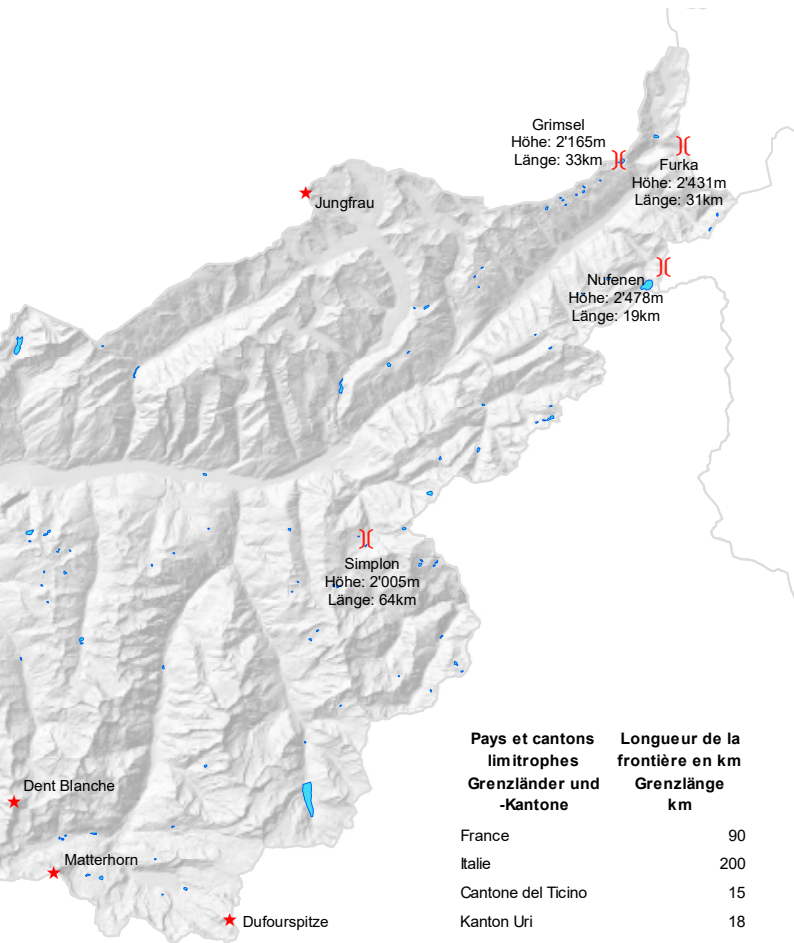 Grimsel
Höhe: 2'165m
Länge: 33km
Furka
Höhe: 2'431m
Länge: 31km
Jungfrau
Nufenen
Höhe: 2'478m
Länge: 19km
Simplon
Höhe: 2'005m
Länge: 64km
Dent Blanche
Matterhorn
Dufourspitze
Pays et cantons limitrophes Longueur de la frontière en km
Grenzländer und -Kantone Grenzlänge km
France 90
Italie 200
Cantone del Ticino 15
Kanton Uri 18